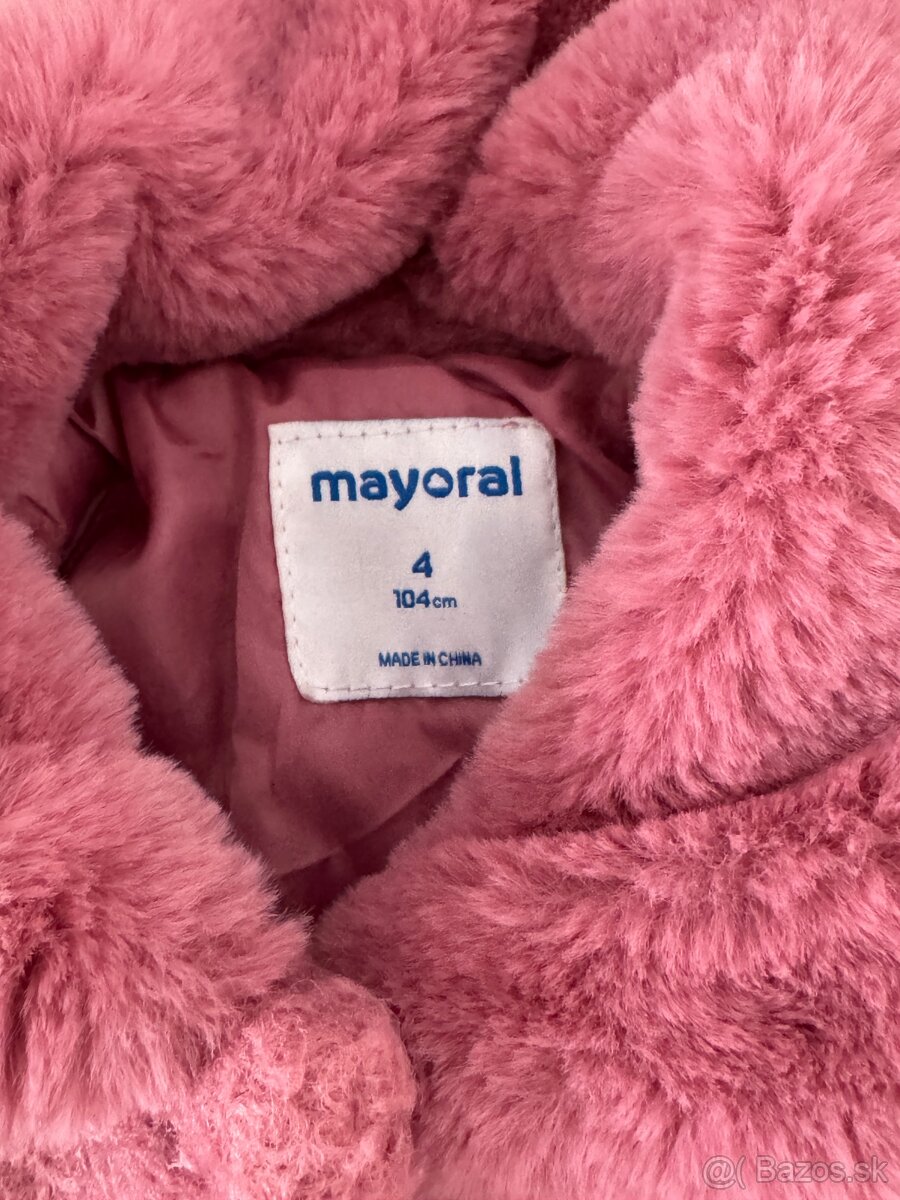 mayoral
4
104cm
MADE IN CHINA
@( Bazos.sk